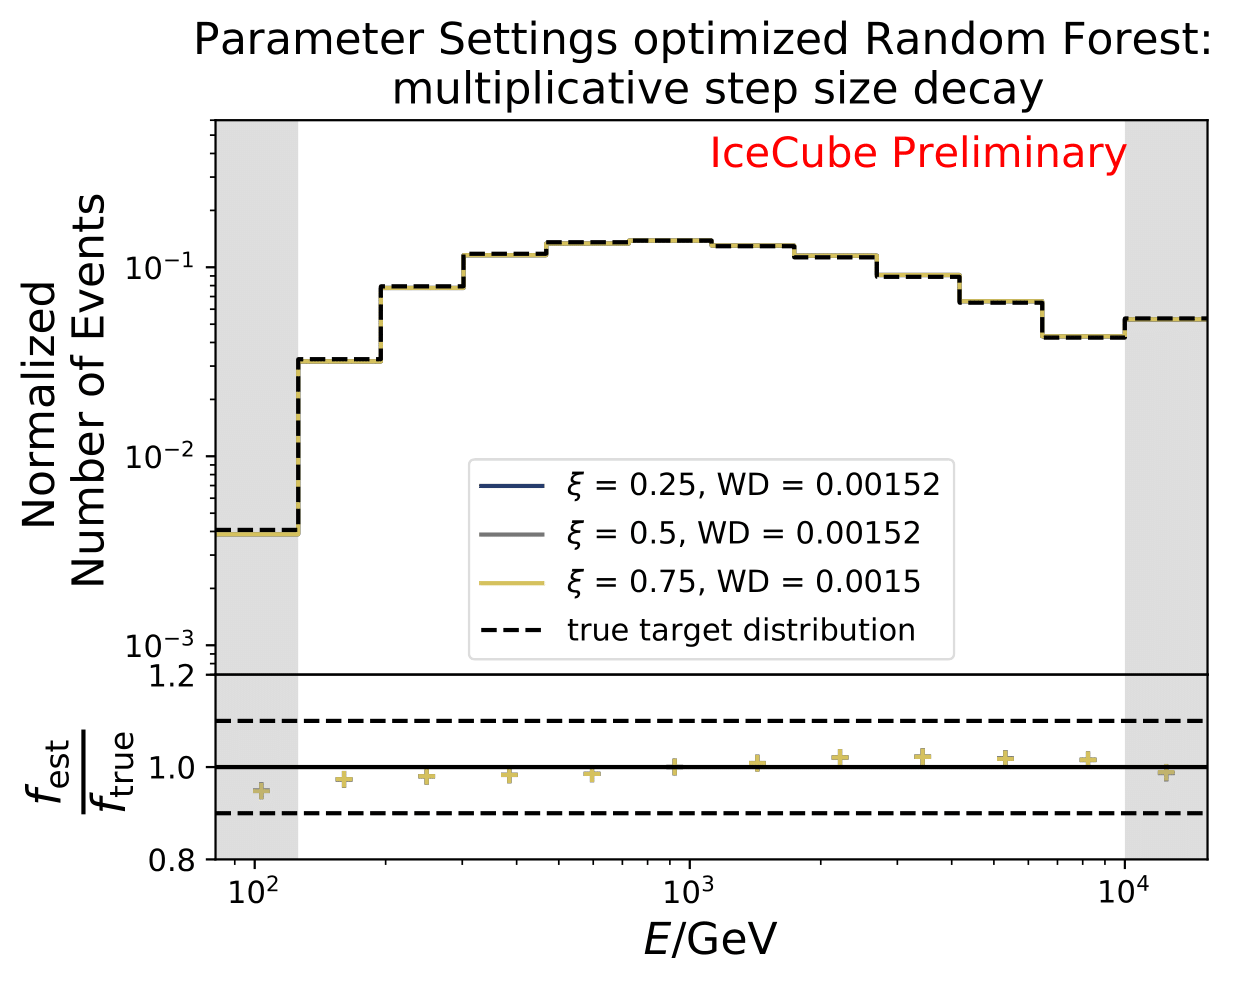 Parameter Settings optimized Random Forest:
multiplicative step size decay
IceCube Preliminary
Normalized
Number of Events
10⁻¹
10⁻²
10⁻³
ξ = 0.25, WD = 0.00152
ξ = 0.5, WD = 0.00152
ξ = 0.75, WD = 0.0015
true target distribution
f_est
f_true
1.2
1.0
0.8
10²
10³
10⁴
E/GeV